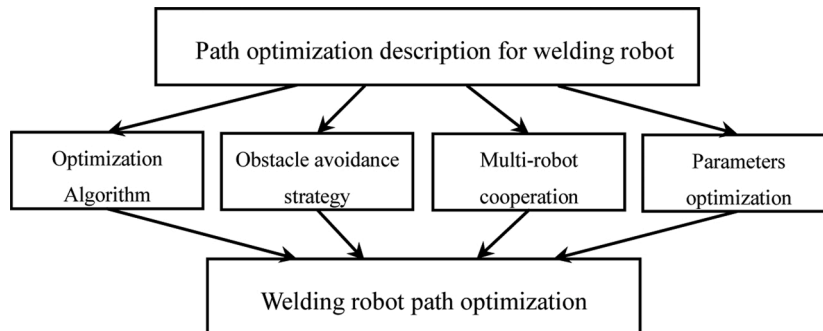 Path optimization description for welding robot
Optimization
Algorithm
Obstacle avoidance
strategy
Multi-robot
cooperation
Parameters
optimization
Welding robot path optimization